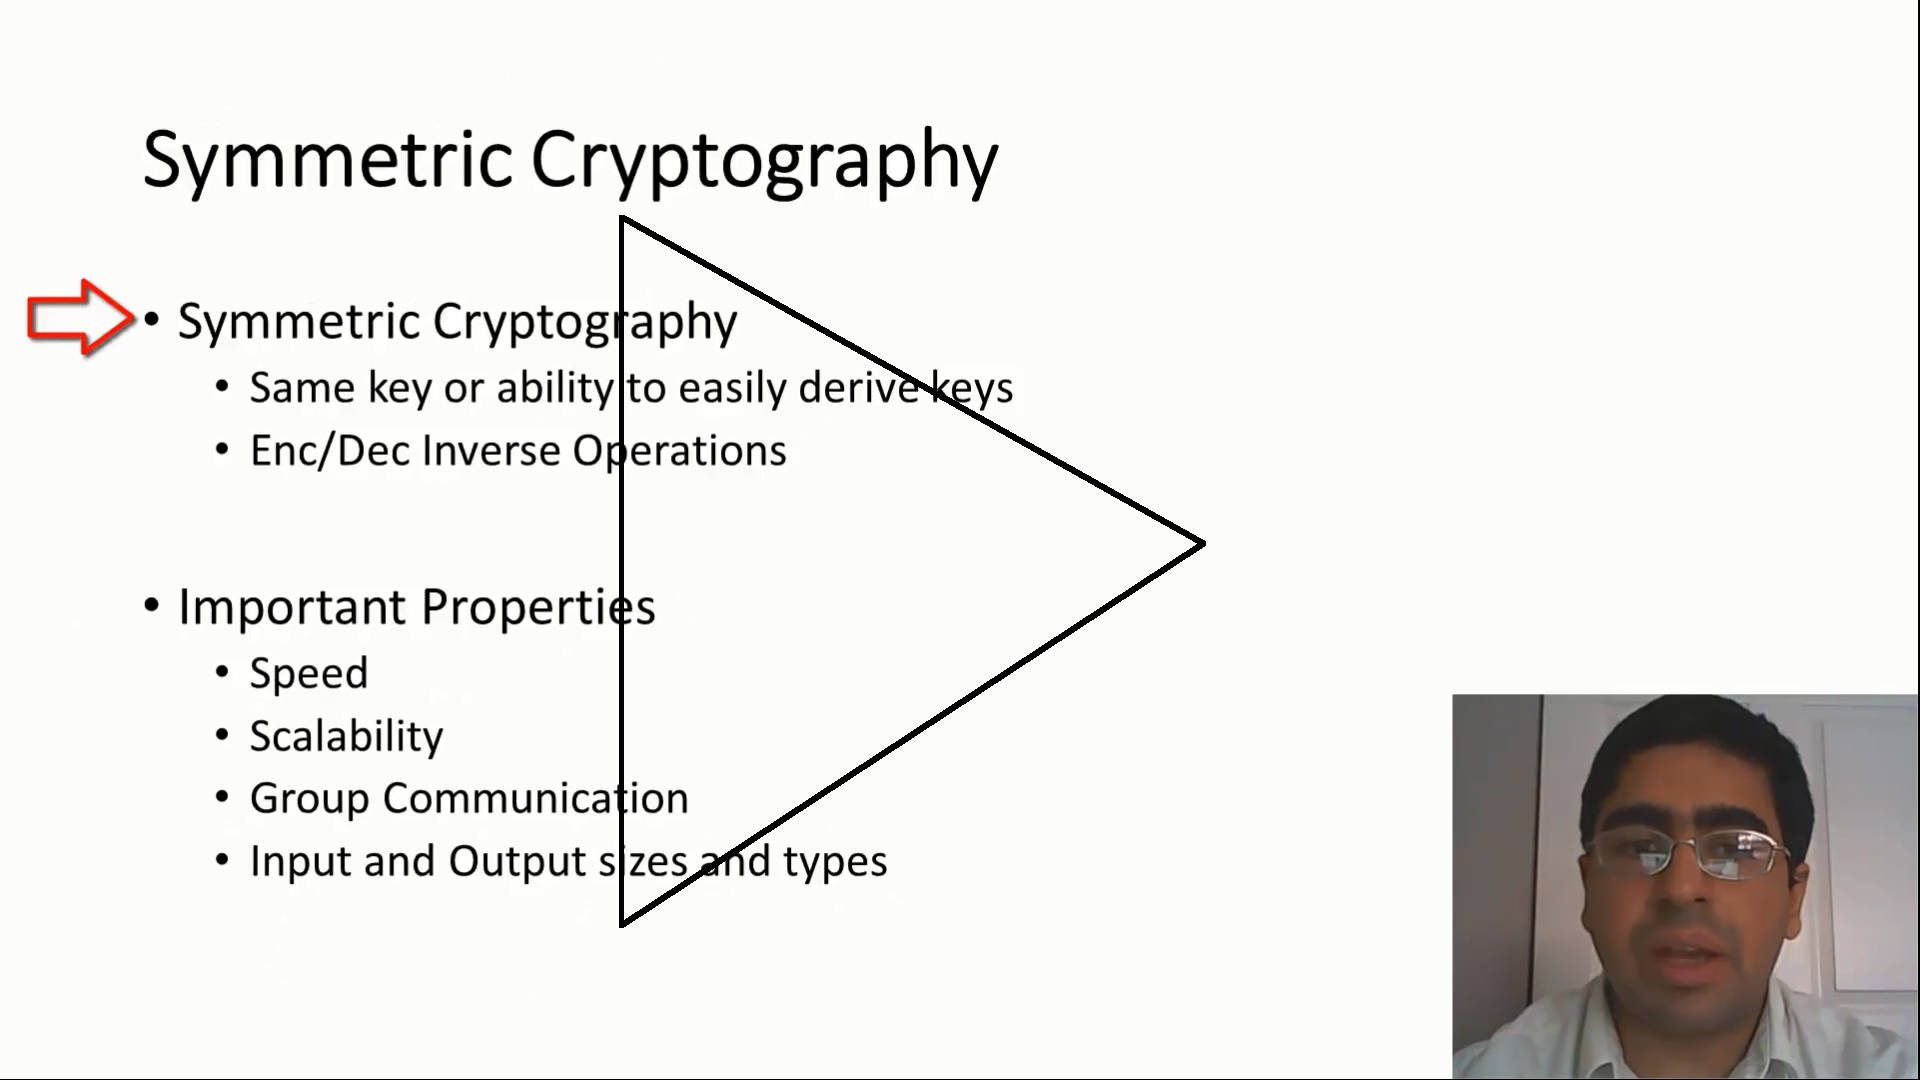 Symmetric Cryptography
• Symmetric Cryptography
• Same key or ability to easily derive keys
• Enc/Dec Inverse Operations
• Important Properties
• Speed
• Scalability
• Group Communication
• Input and Output sizes and types